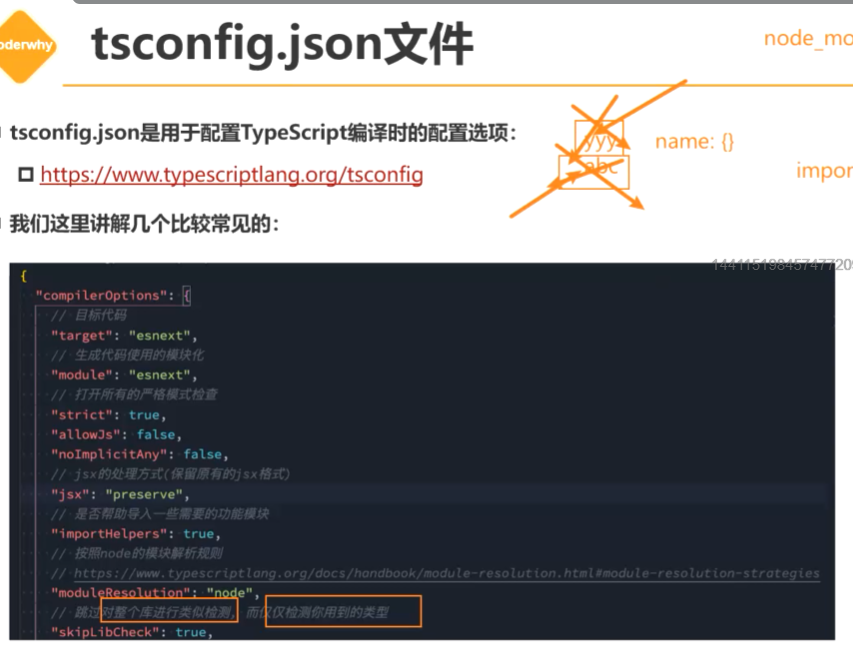 oderwhy
tsconfig.json文件
node_mo
tsconfig.json是用于配置TypeScript编译时的配置选项：
yyy
name: {}
https://www.typescriptlang.org/tsconfig
abc
impor
我们这里讲解几个比较常见的：
{
"compilerOptions": {
// 目标代码
"target": "esnext",
// 生成代码使用的模块化
"module": "esnext",
// 打开所有的严格模式检查
"strict": true,
"allowJs": false,
"noImplicitAny": false,
// jsx的处理方式(保留原有的jsx格式)
"jsx": "preserve",
// 是否帮助导入一些需要的功能模块
"importHelpers": true,
// 按照node的模块解析规则
// https://www.typescriptlang.org/docs/handbook/module-resolution.html#module-resolution-strategies
"moduleResolution": "node",
// 跳过对整个库进行类似检测，而仅仅检测你用到的类型
"skipLibCheck": true,